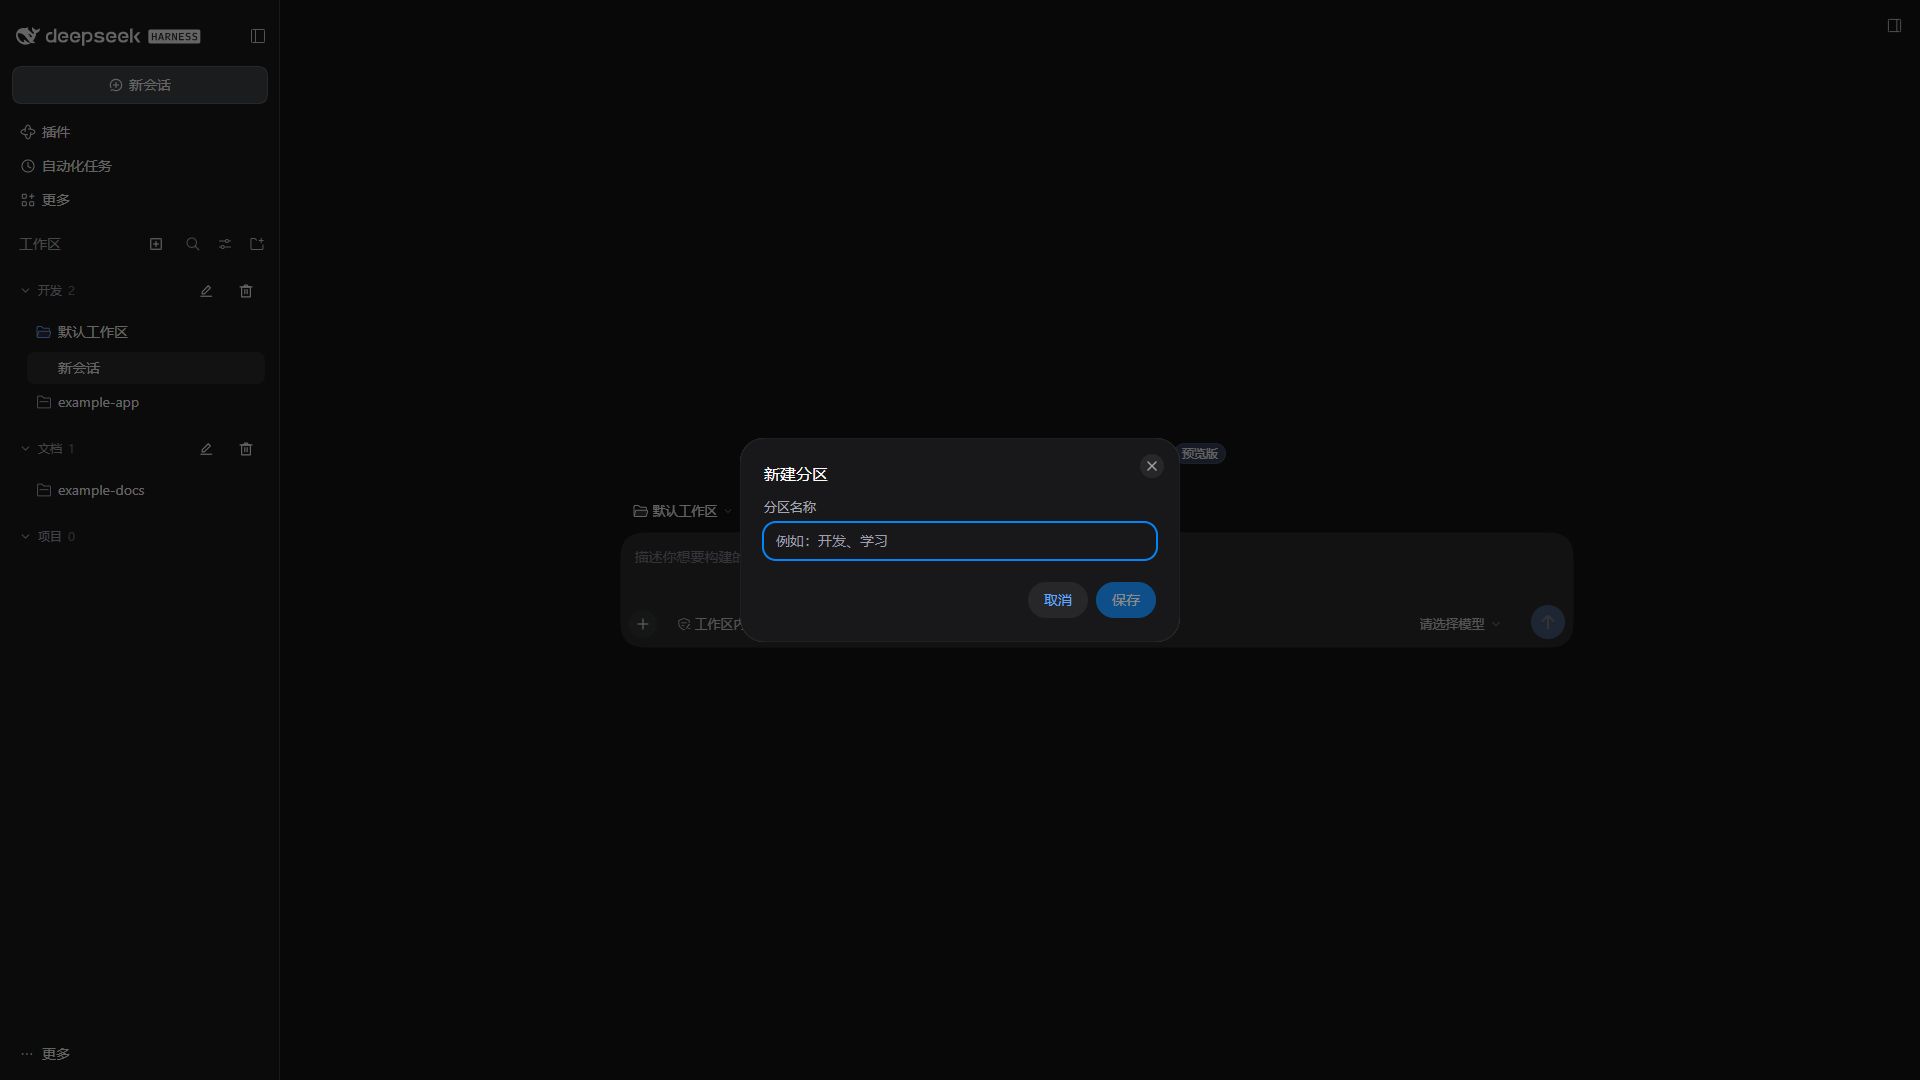 deepseek HARNESS
新会话
插件
自动化任务
更多
工作区
开发 2
默认工作区
新会话
example-app
文档 1
example-docs
项目 0
更多
预览版
默认工作区
描述你想要构建的
工作区内
请选择模型
新建分区
分区名称
例如：开发、学习
取消
保存